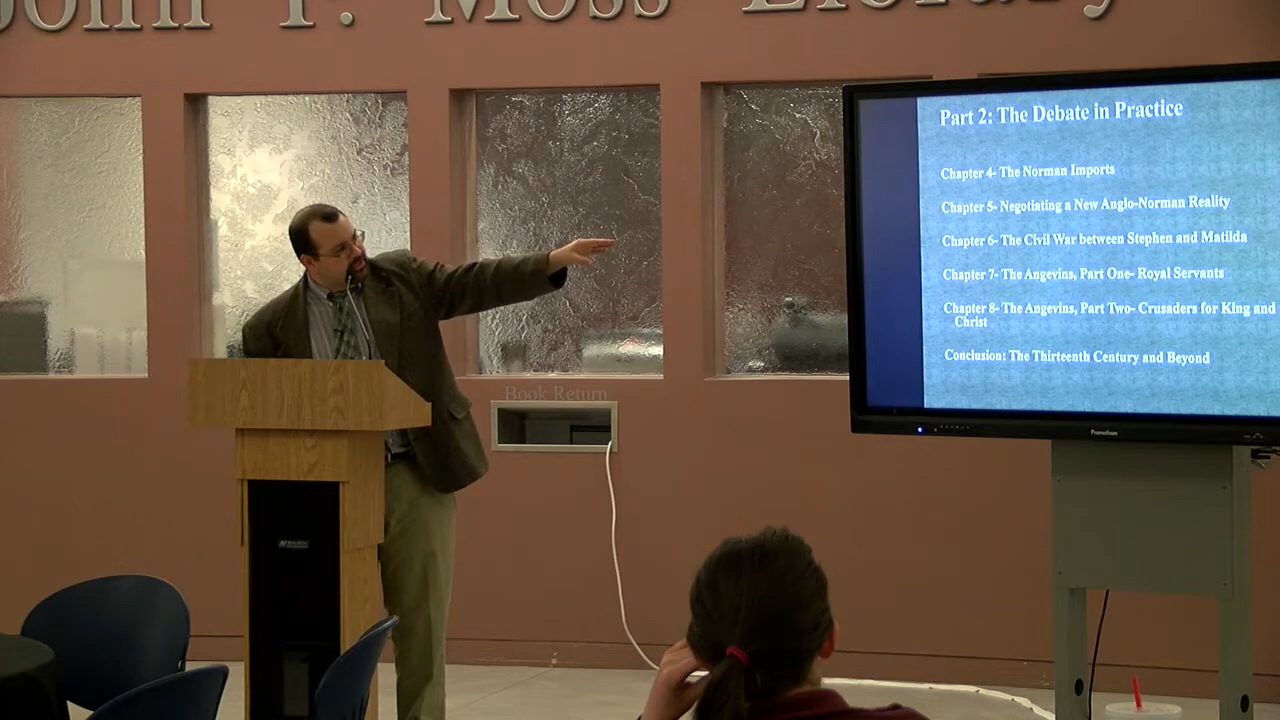 John P. Moss Library
Part 2: The Debate in Practice
Chapter 4- The Norman Imports
Chapter 5- Negotiating a New Anglo-Norman Reality
Chapter 6- The Civil War between Stephen and Matilda
Chapter 7- The Angevins, Part One- Royal Servants
Chapter 8- The Angevins, Part Two- Crusaders for King and
Christ
Conclusion: The Thirteenth Century and Beyond
Book Return
Promethean